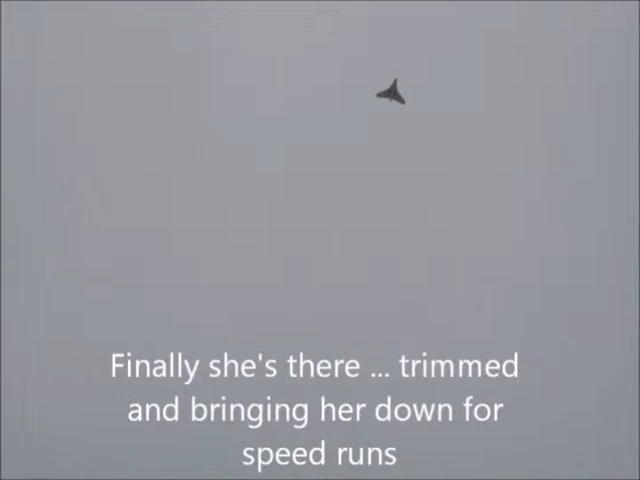 Finally she's there ... trimmed
and bringing her down for
speed runs